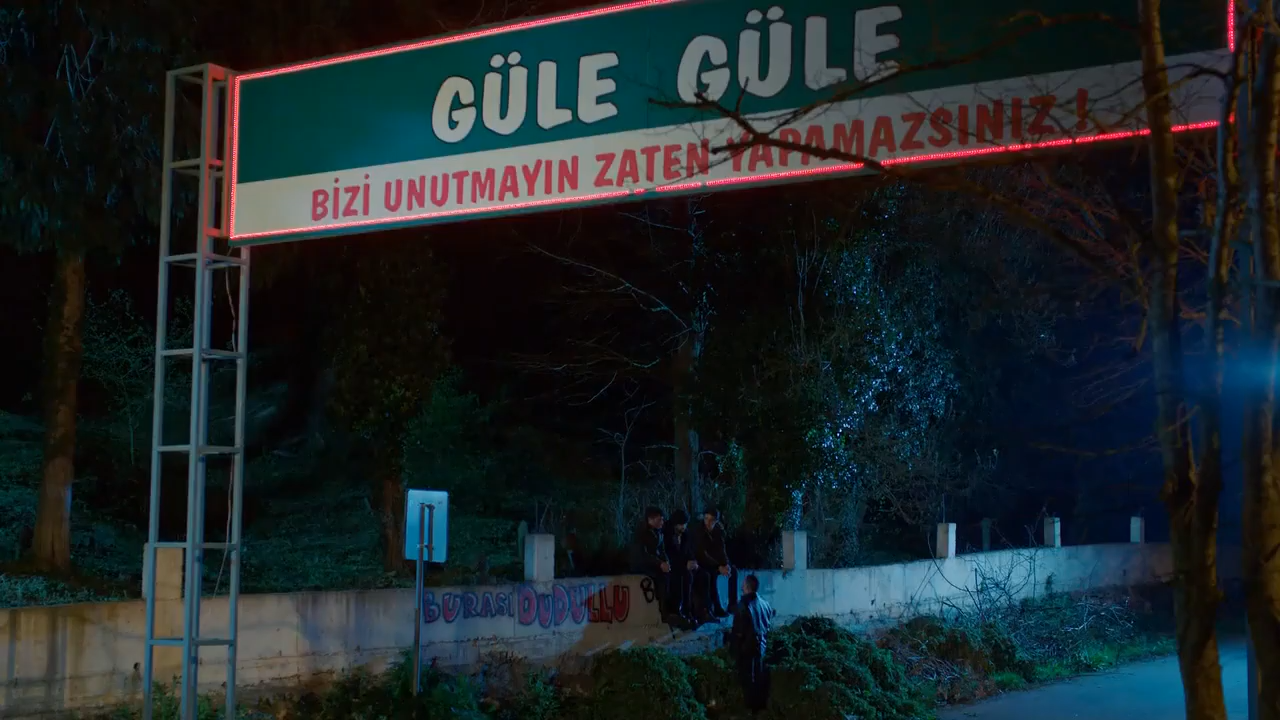 GÜLE GÜLE
BİZİ UNUTMAYIN ZATEN YAPAMAZSINIZ !
BURASI DUDULLU